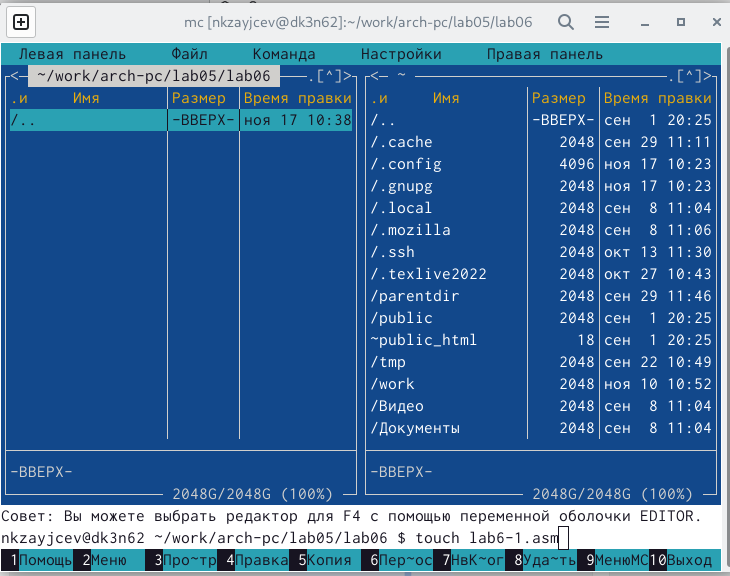 mc [nkzayjcev@dk3n62]:~/work/arch-pc/lab05/lab06
Левая панель Файл Команда Настройки Правая панель
<— ~/work/arch-pc/lab05/lab06 —.[^]> <— ~ —.[^]>
.и Имя Размер Время правки .и Имя Размер Время правки
/.. -ВВЕРХ- ноя 17 10:38 /.. -ВВЕРХ- сен 1 20:25
/.cache 2048 сен 29 11:11
/.config 4096 ноя 17 10:23
/.gnupg 2048 ноя 17 10:23
/.local 2048 сен 8 11:04
/.mozilla 2048 сен 8 11:06
/.ssh 2048 окт 13 11:30
/.texlive2022 2048 окт 27 10:43
/parentdir 2048 сен 29 11:46
/public 2048 сен 1 20:25
~public_html 18 сен 1 20:25
/tmp 2048 сен 22 10:49
/work 2048 ноя 10 10:52
/Видео 2048 сен 8 11:04
/Документы 2048 сен 8 11:04
-ВВЕРХ- -ВВЕРХ-
2048G/2048G (100%) 2048G/2048G (100%)
Совет: Вы можете выбрать редактор для F4 с помощью переменной оболочки EDITOR.
nkzayjcev@dk3n62 ~/work/arch-pc/lab05/lab06 $ touch lab6-1.asm
1Помощь 2Меню 3Про~тр 4Правка 5Копия 6Пер~ос 7НвК~ог 8Уда~ть 9МенюMC 10Выход